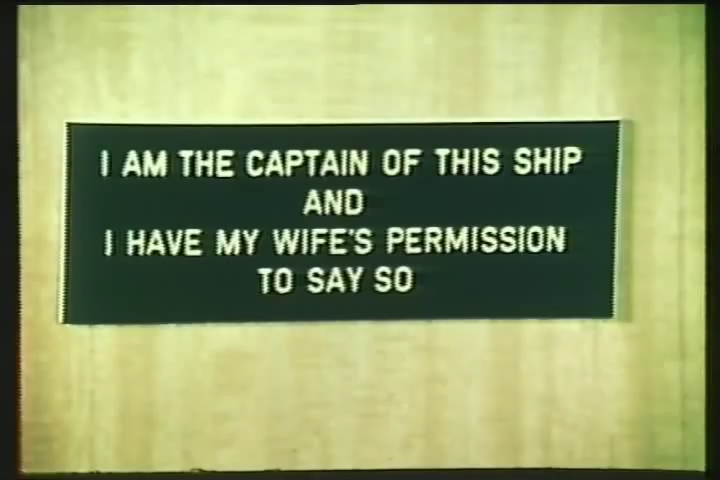 I AM THE CAPTAIN OF THIS SHIP
AND
I HAVE MY WIFE'S PERMISSION
TO SAY SO